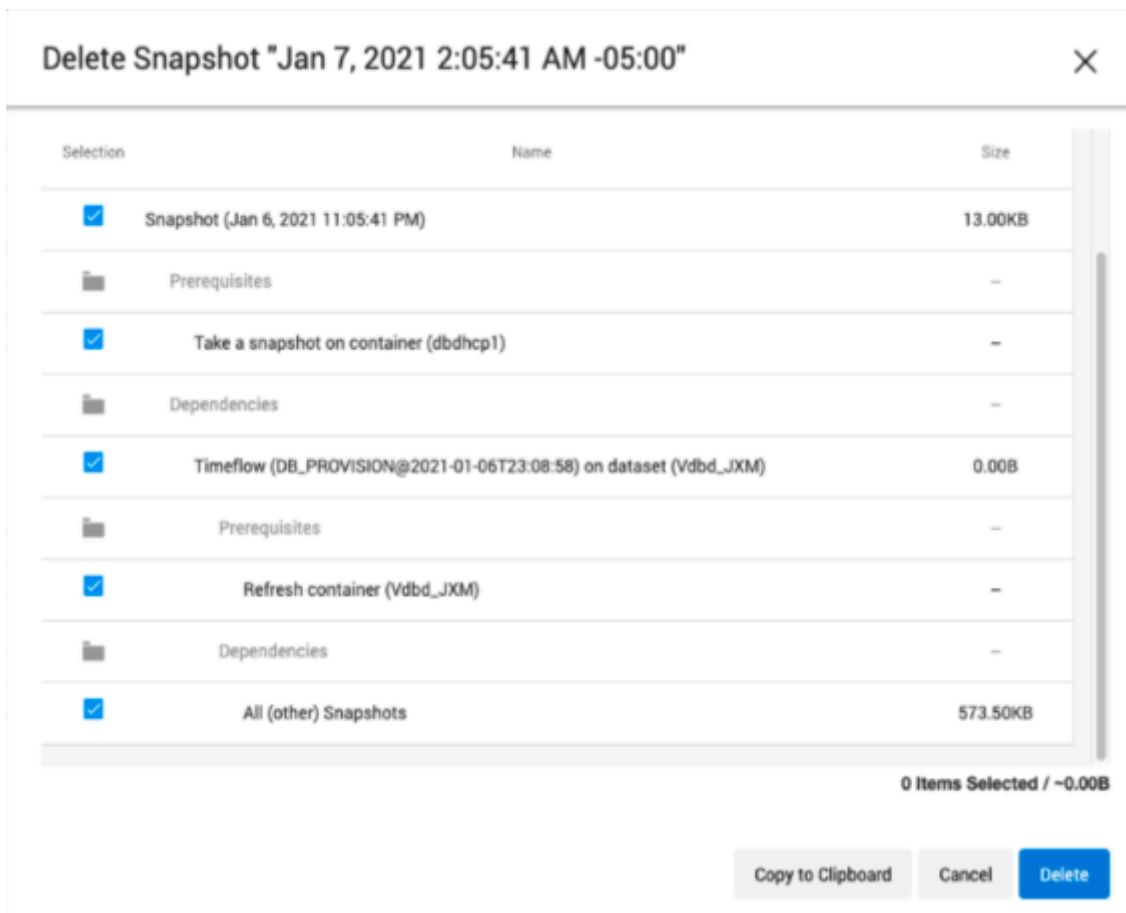 Delete Snapshot "Jan 7, 2021 2:05:41 AM -05:00"
Selection Name Size
Snapshot (Jan 6, 2021 11:05:41 PM) 13.00KB
Prerequisites –
Take a snapshot on container (dbdhcp1) –
Dependencies –
Timeflow (DB_PROVISION@2021-01-06T23:08:58) on dataset (Vdbd_JXM) 0.00B
Prerequisites –
Refresh container (Vdbd_JXM) –
Dependencies –
All (other) Snapshots 573.50KB
0 Items Selected / ~0.00B
Copy to Clipboard Cancel Delete